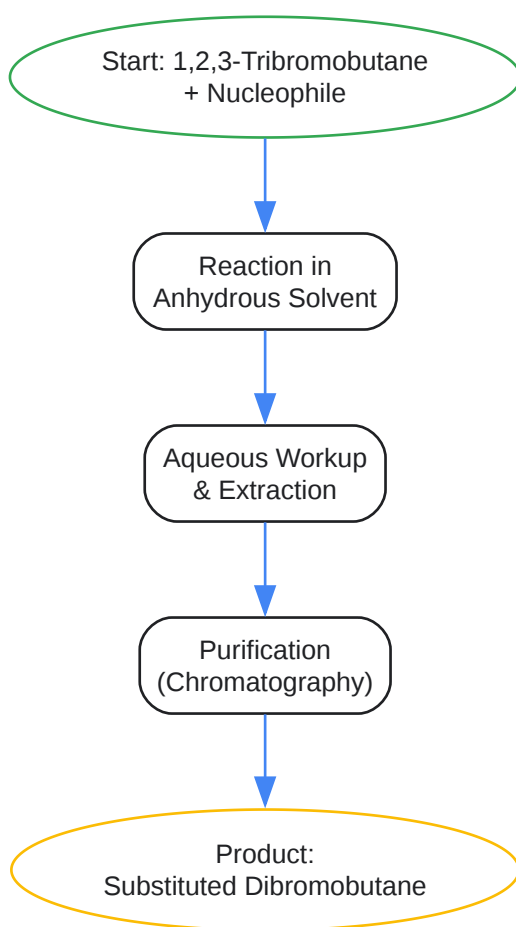 Start: 1,2,3-Tribromobutane
+ Nucleophile
Reaction in
Anhydrous Solvent
Aqueous Workup
& Extraction
Purification
(Chromatography)
Product:
Substituted Dibromobutane